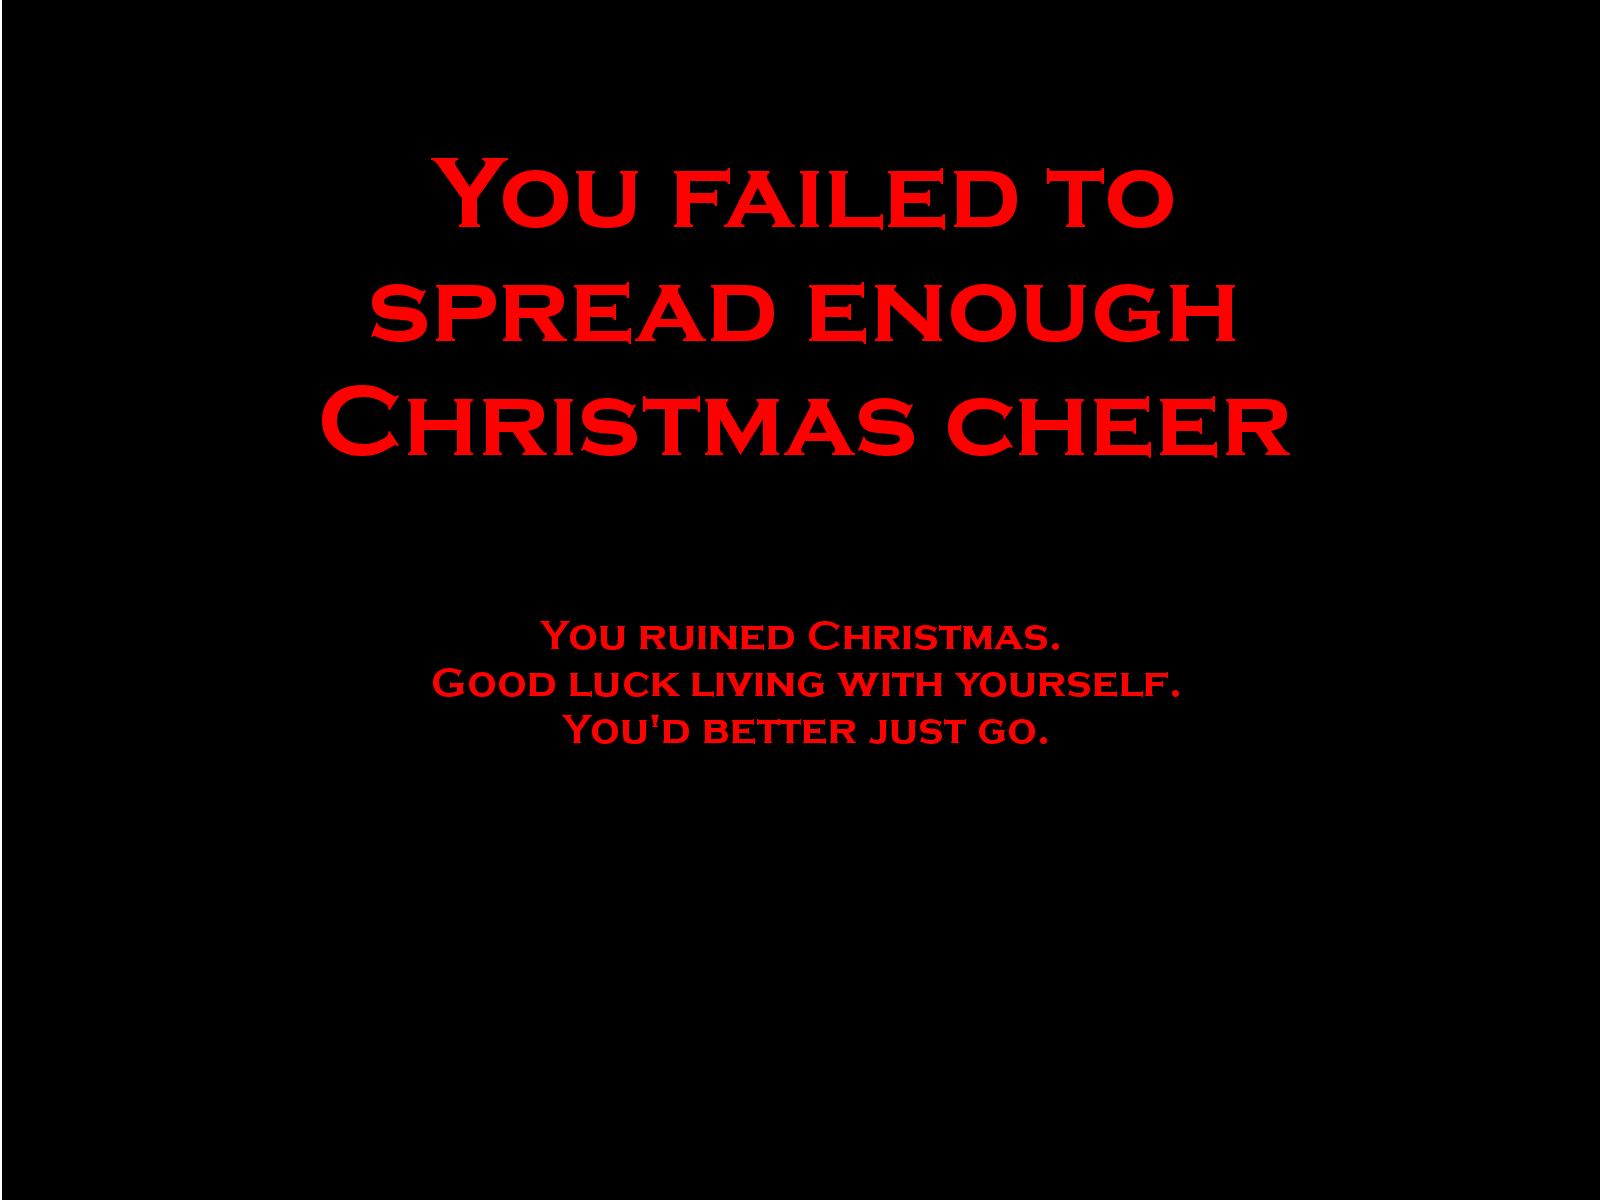 You failed to
spread enough
Christmas cheer
You ruined Christmas.
Good luck living with yourself.
You'd better just go.